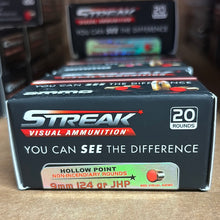 YOU CAN SEE THE DIFFERENCE
STREAK
VISUAL AMMUNITION
20
ROUNDS
YOU CAN SEE THE DIFFERENCE
HOLLOW POINT
NON-INCENDIARY ROUNDS
9mm 124 gr JHP